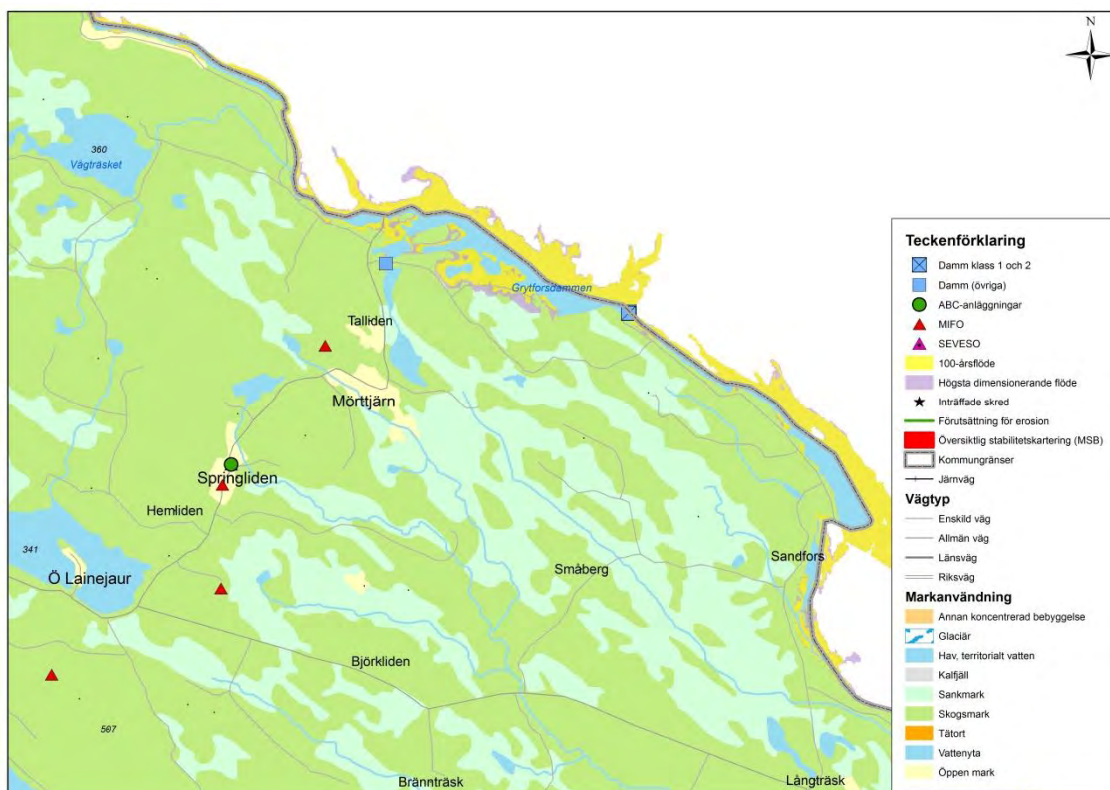 N
360
Vågträsket
Grytforsdammen
Talliden
Mörttjärn
Springliden
Hemliden
341
Ö Lainejaur
Sandfors
Småberg
Björkliden
567
Brännträsk
Långträsk
Teckenförklaring
Damm klass 1 och 2
Damm (övriga)
ABC-anläggningar
MIFO
SEVESO
100-årsflöde
Högsta dimensionerande flöde
Inträffade skred
Förutsättning för erosion
Översiktlig stabilitetskartering (MSB)
Kommungränser
Järnväg
Vägtyp
Enskild väg
Allmän väg
Länsväg
Riksväg
Markanvändning
Annan koncentrerad bebyggelse
Glaciär
Hav, territorialt vatten
Kalfjäll
Sankmark
Skogsmark
Tätort
Vattenyta
Öppen mark